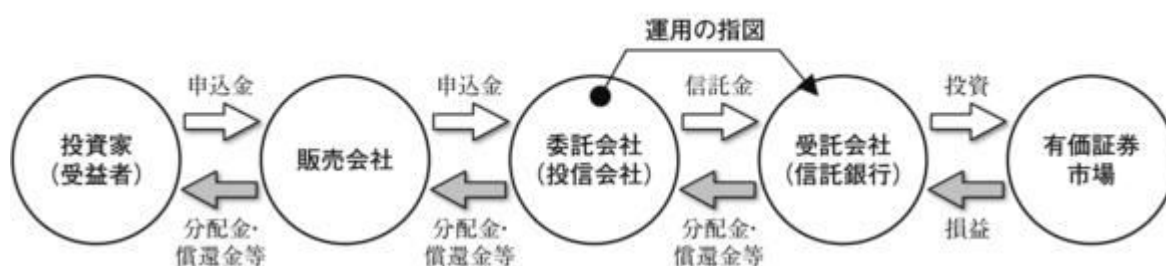 運用の指図
申込金
申込金
信託金
投資
投資家
(受益者)
販売会社
委託会社
(投信会社)
受託会社
(信託銀行)
有価証券
市場
分配金・
償還金等
分配金・
償還金等
分配金・
償還金等
損益